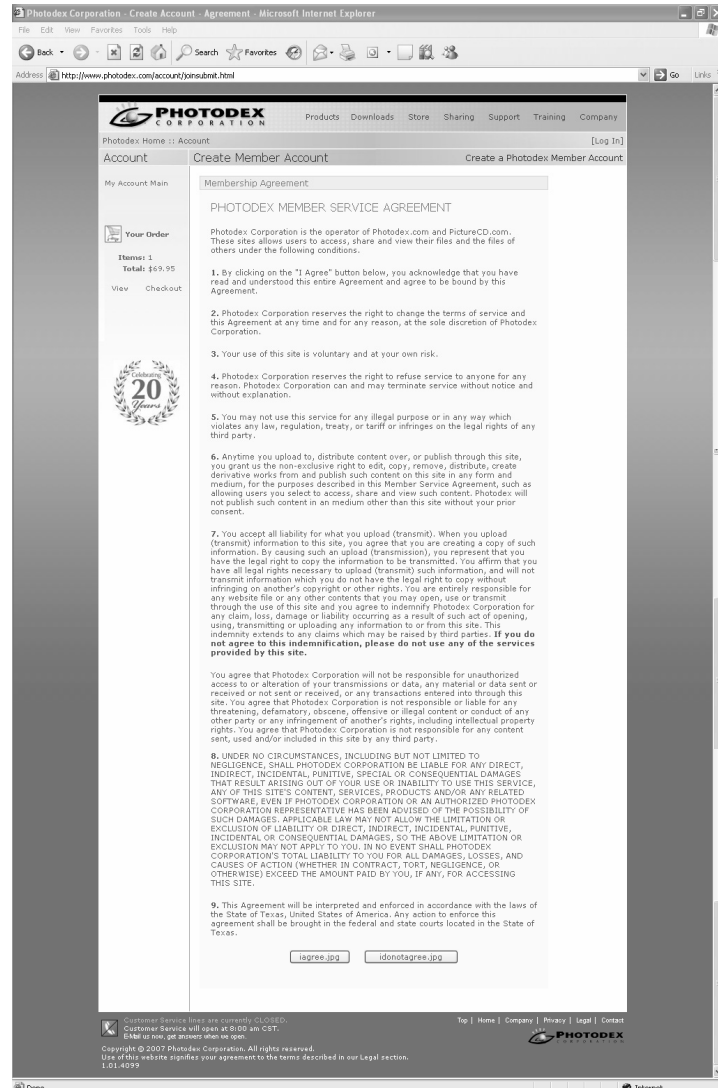 Photodex Corporation - Create Account - Agreement - Microsoft Internet Explorer
File Edit View Favorites Tools Help
Back Search Favorites
Address http://www.photodex.com/account/joinsubmit.html Go Links
PHOTODEX
CORPORATION
Products Downloads Store Sharing Support Training Company
Photodex Home :: Account [Log In]
Account Create Member Account Create a Photodex Member Account
My Account Main
Your Order
Items: 1
Total: $69.95
View Checkout
Celebrating
20
Years
Membership Agreement
PHOTODEX MEMBER SERVICE AGREEMENT
Photodex Corporation is the operator of Photodex.com and PictureCD.com.
These sites allows users to access, share and view their files and the files of
others under the following conditions.
1. By clicking on the "I Agree" button below, you acknowledge that you have
read and understood this entire Agreement and agree to be bound by this
Agreement.
2. Photodex Corporation reserves the right to change the terms of service and
this Agreement at any time and for any reason, at the sole discretion of Photodex
Corporation.
3. Your use of this site is voluntary and at your own risk.
4. Photodex Corporation reserves the right to refuse service to anyone for any
reason. Photodex Corporation can and may terminate service without notice and
without explanation.
5. You may not use this service for any illegal purpose or in any way which
violates any law, regulation, treaty, or tariff or infringes on the legal rights of any
third party.
6. Anytime you upload to, distribute content over, or publish through this site,
you grant us the non-exclusive right to edit, copy, remove, distribute, create
derivative works from and publish such content on this site in any form and
medium, for the purposes described in this Member Service Agreement, such as
allowing users you select to access, share and view such content. Photodex will
not publish such content in an medium other than this site without your prior
consent.
7. You accept all liability for what you upload (transmit). When you upload
(transmit) information to this site, you agree that you are creating a copy of such
information. By causing such an upload (transmission), you represent that you
have the legal right to copy the information to be transmitted. You affirm that you
have all legal rights necessary to upload (transmit) such information, and will not
transmit information which you do not have the legal right to copy without
infringing on another's copyright or other rights. You are entirely responsible for
any website file or any other contents that you may open, use or transmit
through the use of this site and you agree to indemnify Photodex Corporation for
any claim, loss, damage or liability occurring as a result of such act of opening,
using, transmitting or uploading any information to or from this site. This
indemnity extends to any claims which may be raised by third parties. If you do
not agree to this indemnification, please do not use any of the services
provided by this site.
You agree that Photodex Corporation will not be responsible for unauthorized
access to or alteration of your transmissions or data, any material or data sent or
received or not sent or received, or any transactions entered into through this
site. You agree that Photodex Corporation is not responsible or liable for any
threatening, defamatory, obscene, offensive or illegal content or conduct of any
other party or any infringement of another's rights, including intellectual property
rights. You agree that Photodex Corporation is not responsible for any content
sent, used and/or included in this site by any third party.
8. UNDER NO CIRCUMSTANCES, INCLUDING BUT NOT LIMITED TO
NEGLIGENCE, SHALL PHOTODEX CORPORATION BE LIABLE FOR ANY DIRECT,
INDIRECT, INCIDENTAL, PUNITIVE, SPECIAL OR CONSEQUENTIAL DAMAGES
THAT RESULT ARISING OUT OF YOUR USE OR INABILITY TO USE THIS SERVICE,
ANY OF THIS SITE'S CONTENT, SERVICES, PRODUCTS AND/OR ANY RELATED
SOFTWARE, EVEN IF PHOTODEX CORPORATION OR AN AUTHORIZED PHOTODEX
CORPORATION REPRESENTATIVE HAS BEEN ADVISED OF THE POSSIBILITY OF
SUCH DAMAGES. APPLICABLE LAW MAY NOT ALLOW THE LIMITATION OR
EXCLUSION OF LIABILITY OR DIRECT, INDIRECT, INCIDENTAL, PUNITIVE,
INCIDENTAL OR CONSEQUENTIAL DAMAGES, SO THE ABOVE LIMITATION OR
EXCLUSION MAY NOT APPLY TO YOU. IN NO EVENT SHALL PHOTODEX
CORPORATION'S TOTAL LIABILITY TO YOU FOR ALL DAMAGES, LOSSES, AND
CAUSES OF ACTION (WHETHER IN CONTRACT, TORT, NEGLIGENCE, OR
OTHERWISE) EXCEED THE AMOUNT PAID BY YOU, IF ANY, FOR ACCESSING
THIS SITE.
9. This Agreement will be interpreted and enforced in accordance with the laws of
the State of Texas, United States of America. Any action to enforce this
agreement shall be brought in the federal and state courts located in the State of
Texas.
iagree.jpg idonotagree.jpg
Customer Service lines are currently CLOSED.
Customer Service will open at 8:00 am CST.
E-Mail us now, get answers when we open.
Top | Home | Company | Privacy | Legal | Contact
PHOTODEX
CORPORATION
Copyright © 2007 Photodex Corporation. All rights reserved.
Use of this website signifies your agreement to the terms described in our Legal section.
1.01.4099
Done Internet